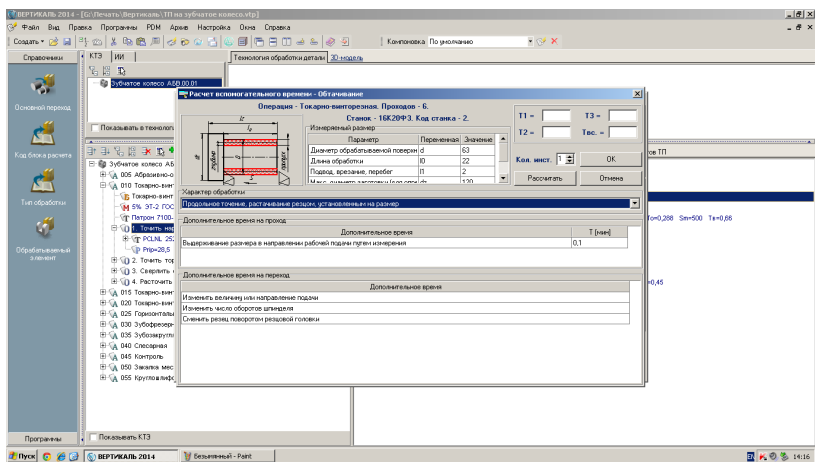 ВЕРТИКАЛЬ 2014 - [G:\Печать\Вертикаль\ТП на зубчатое колесо.vtp]
Файл Вид Правка Программы PDM Архив Настройка Окна Справка
Создать
Компоновка По умолчанию
Справочники
КТЭ ИИ
Технология обработки детали 3D-модель
Зубчатое колесо АБВ.00.01
Основной переход
Код блока расчета
Тип обработки
Обрабатываемый элемент
Программы
Показывать в технолог
Расчет вспомогательного времени - Обтачивание
Операция - Токарно-винторезная. Проходов - 6.
Станок - 16К20Ф3. Код станка - 2.
Измеряемый размер
Параметр Переменная Значение
Диаметр обрабатываемой поверхн d 63
Длина обработки l0 22
Подвод, врезание, перебег l1 2
120
T1 = T3 =
T2 = Tвс. =
Кол. инст. 1 OK
Рассчитать Отмена
Характер обработки
Продольное точение, растачивание резцом, установленным на размер
Дополнительное время на проход
Дополнительное время T [мин]
Выдерживание размера в направлении рабочей подачи путем измерения 0,1
Дополнительное время на переход
Дополнительное время
Изменить величину или направление подачи
Изменить число оборотов шпинделя
Сменить резец поворотом резцовой головки
Зубчатое колесо АБ
005 Абразивно-о
010 Токарно-вин
Токарно-винт
5% ЭТ-2 ГОС
Патрон 7100-
1. Точить нар
PCLNL 252
Prip=28,5
2. Точить тор
3. Сверлить
4. Расточить
015 Токарно-вин
020 Токарно-вин
025 Горизонталь
030 Зубофрезерн
035 Зубозакругл
040 Слесарная
045 Контроль
050 Закалка мес
055 Круглошлифо
ов ТП
To=0,288 Sm=500 Tв=0,66
=0,45
Показывать КТЭ
Пуск
ВЕРТИКАЛЬ 2014
Безымянный - Paint
EN
14:16